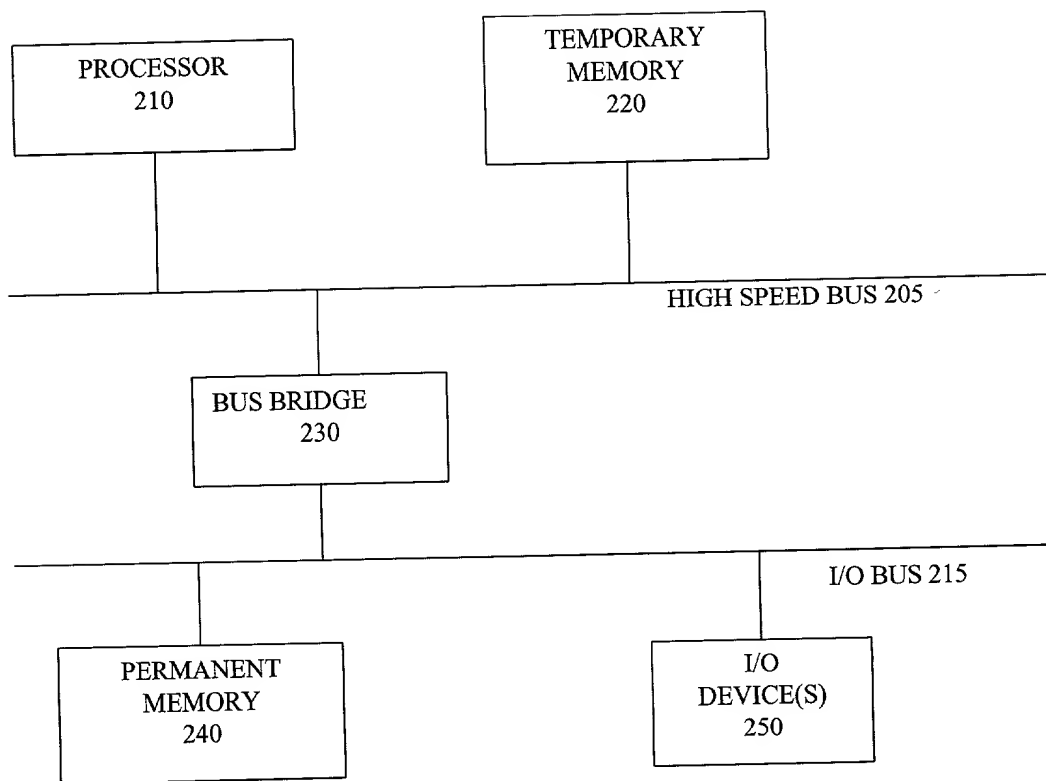 PROCESSOR
210
TEMPORARY
MEMORY
220
HIGH SPEED BUS 205
BUS BRIDGE
230
I/O BUS 215
PERMANENT
MEMORY
240
I/O
DEVICE(S)
250